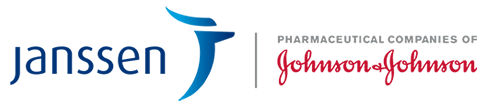 janssen
PHARMACEUTICAL COMPANIES OF
Johnson & Johnson